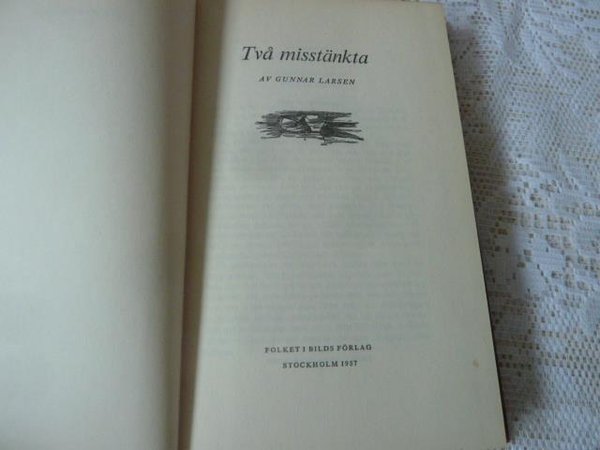 Två misstänkta
AV GUNNAR LARSEN
FOLKET I BILDS FÖRLAG
STOCKHOLM 1957